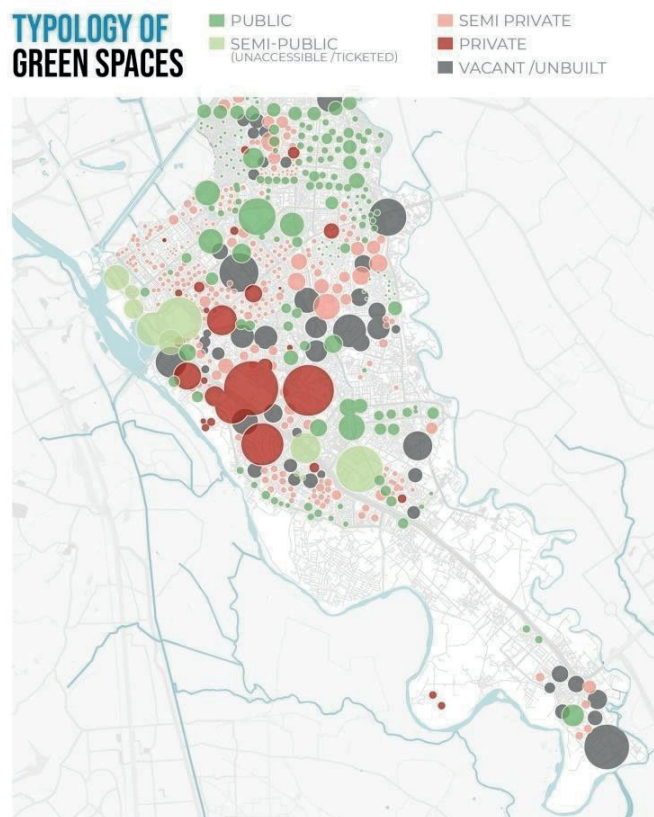 TYPOLOGY OF
GREEN SPACES
PUBLIC
SEMI-PUBLIC
(UNACCESSIBLE /TICKETED)
SEMI PRIVATE
PRIVATE
VACANT /UNBUILT